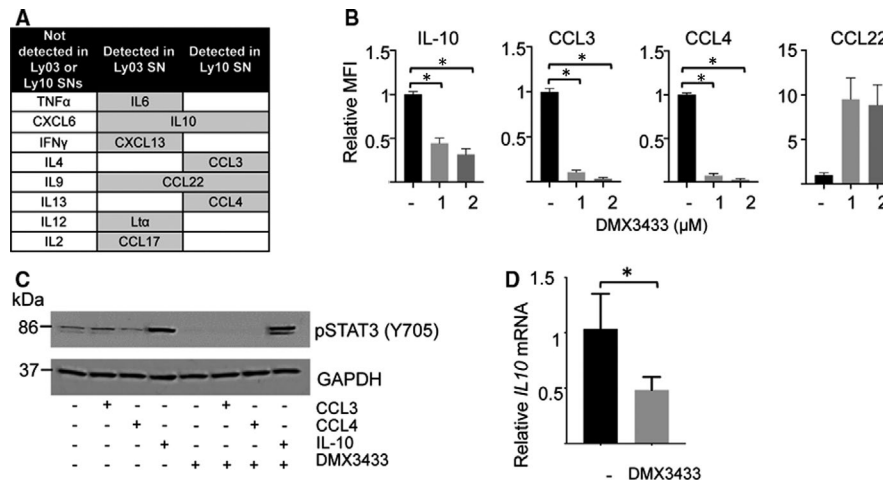 A
Not detected in Ly03 or Ly10 SNs
Detected in Ly03 SN
Detected in Ly10 SN
TNFα IL6
CXCL6 IL10
IFNγ CXCL13
IL4 CCL3
IL9 CCL22
IL13 CCL4
IL12 Ltα
IL2 CCL17
B
IL-10 CCL3 CCL4 CCL22
Relative MFI
1.5 1.5 1.5 15
1 1 1 10
0.5 0.5 0.5 5
* * * * * *
- 1 2 - 1 2 - 1 2 - 1 2
DMX3433 (µM)
C
kDa
86 pSTAT3 (Y705)
37 GAPDH
- + - - - + - - CCL3
- - + - - - + - CCL4
- - - + - - - + IL-10
- - - - + + + + DMX3433
D
Relative IL10 mRNA
1.5
1
0.5
*
- DMX3433